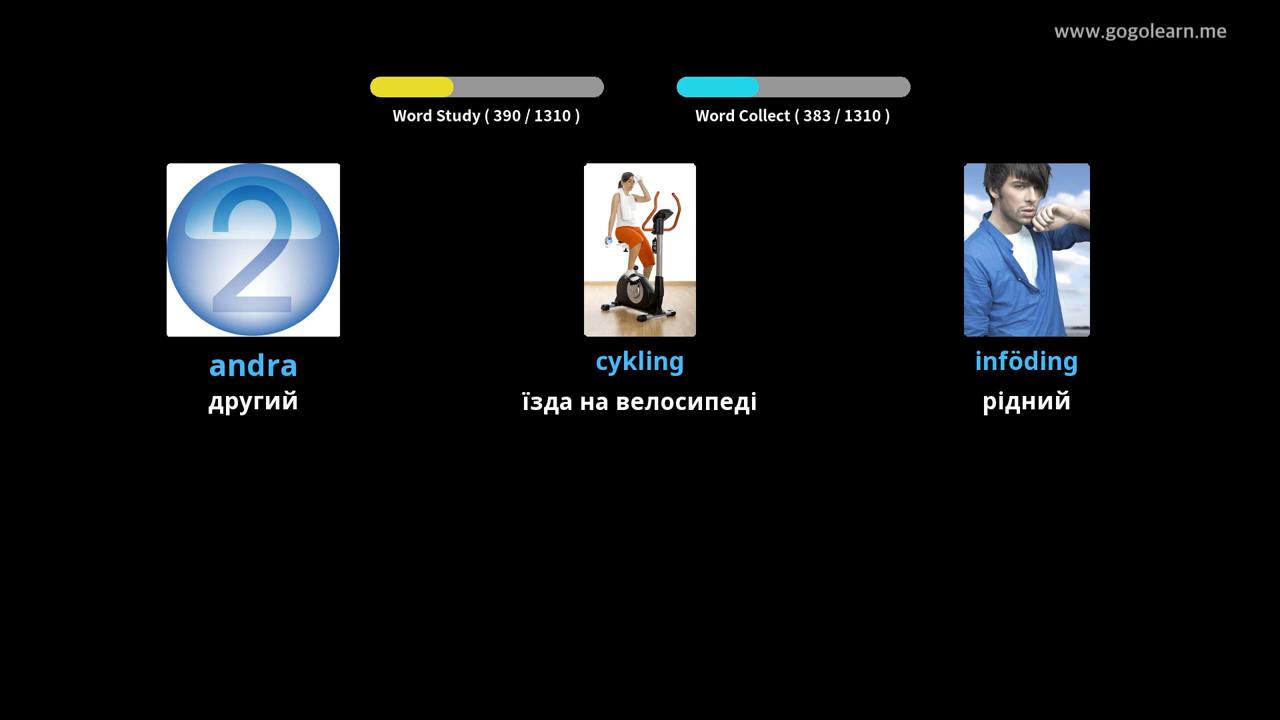 www.gogolearn.me
Word Study ( 390 / 1310 )
Word Collect ( 383 / 1310 )
2
andra
cykling
inföding
другий
їзда на велосипеді
рідний